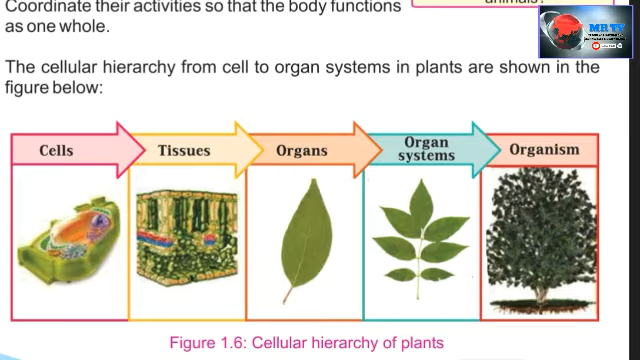 Coordinate their activities so that the body functions
as one whole.
The cellular hierarchy from cell to organ systems in plants are shown in the
figure below:
Cells
Tissues
Organs
Organ
systems
Organism
Figure 1.6: Cellular hierarchy of plants
MR TV